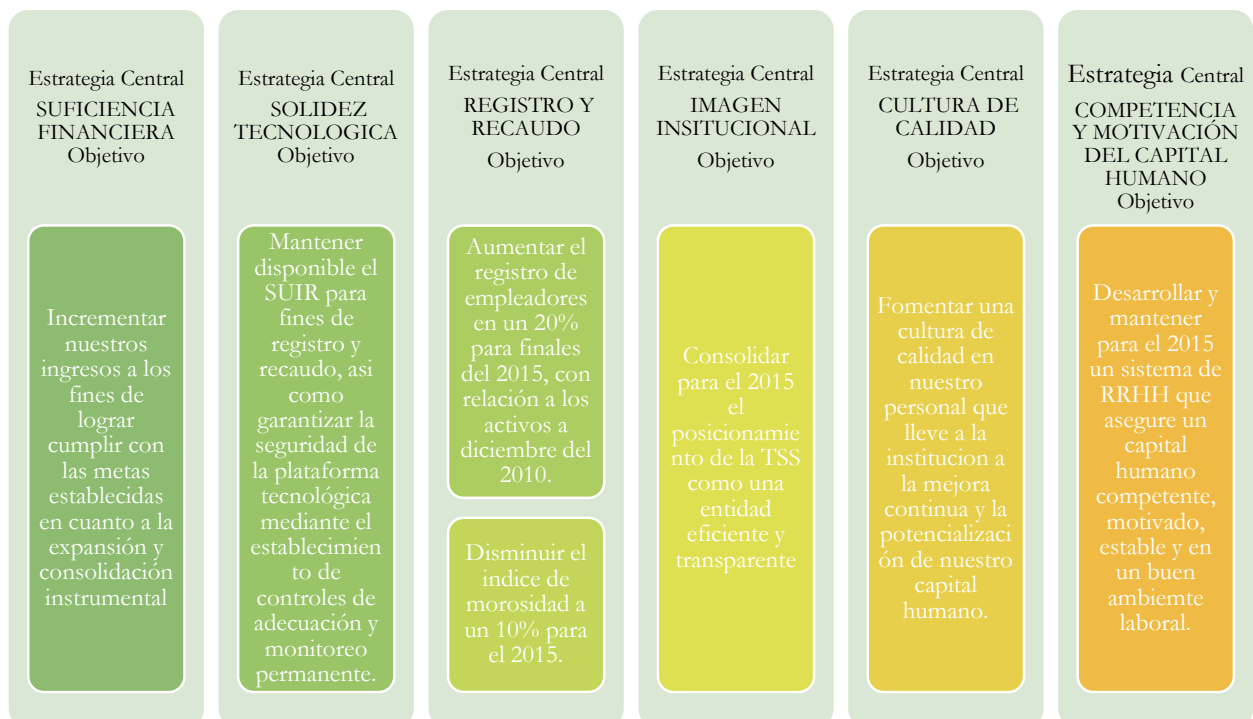 Estrategia Central
SUFICIENCIA
FINANCIERA
Objetivo
Incrementar
nuestros
ingresos a los
fines de
lograr
cumplir con
las metas
establecidas
en cuanto a la
expansión y
consolidación
instrumental
Estrategia Central
SOLIDEZ
TECNOLOGICA
Objetivo
Mantener
disponible el
SUIR para
fines de
registro y
recaudo, asi
como
garantizar la
seguridad de
la plataforma
tecnológica
mediante el
establecimien
to de
controles de
adecuación y
monitoreo
permanente.
Estrategia Central
REGISTRO Y
RECAUDO
Objetivo
Aumentar el
registro de
empleadores
en un 20%
para finales
del 2015, con
relación a los
activos a
diciembre del
2010.
Disminuir el
indice de
morosidad a
un 10% para
el 2015.
Estrategia Central
IMAGEN
INSITUCIONAL
Objetivo
Consolidar
para el 2015
el
posicionamie
nto de la TSS
como una
entidad
eficiente y
transparente
Estrategia Central
CULTURA DE
CALIDAD
Objetivo
Fomentar una
cultura de
calidad en
nuestro
personal que
lleve a la
institucion a
la mejora
continua y la
potencializaci
ón de nuestro
capital
humano.
Estrategia Central
COMPETENCIA
Y MOTIVACIÓN
DEL CAPITAL
HUMANO
Objetivo
Desarrollar y
mantener
para el 2015
un sistema de
RRHH que
asegure un
capital
humano
competente,
motivado,
estable y en
un buen
ambiemte
laboral.